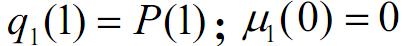 q₁(1) = P(1) ; μ₁(0) = 0